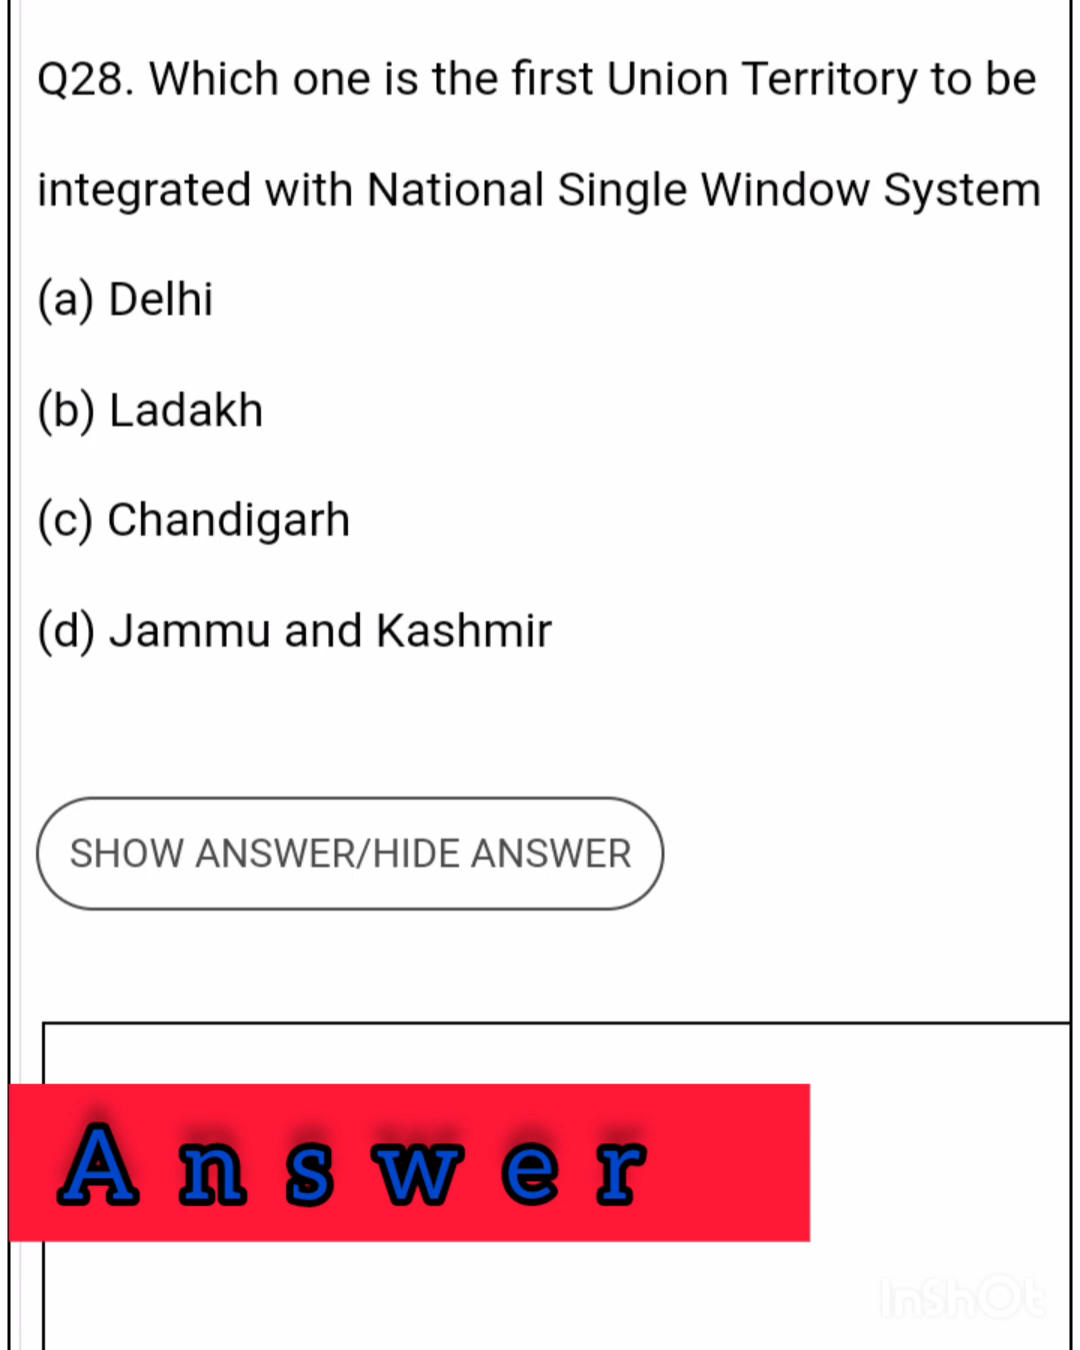 Q28. Which one is the first Union Territory to be
integrated with National Single Window System
(a) Delhi
(b) Ladakh
(c) Chandigarh
(d) Jammu and Kashmir
SHOW ANSWER/HIDE ANSWER
Answer
InShOt